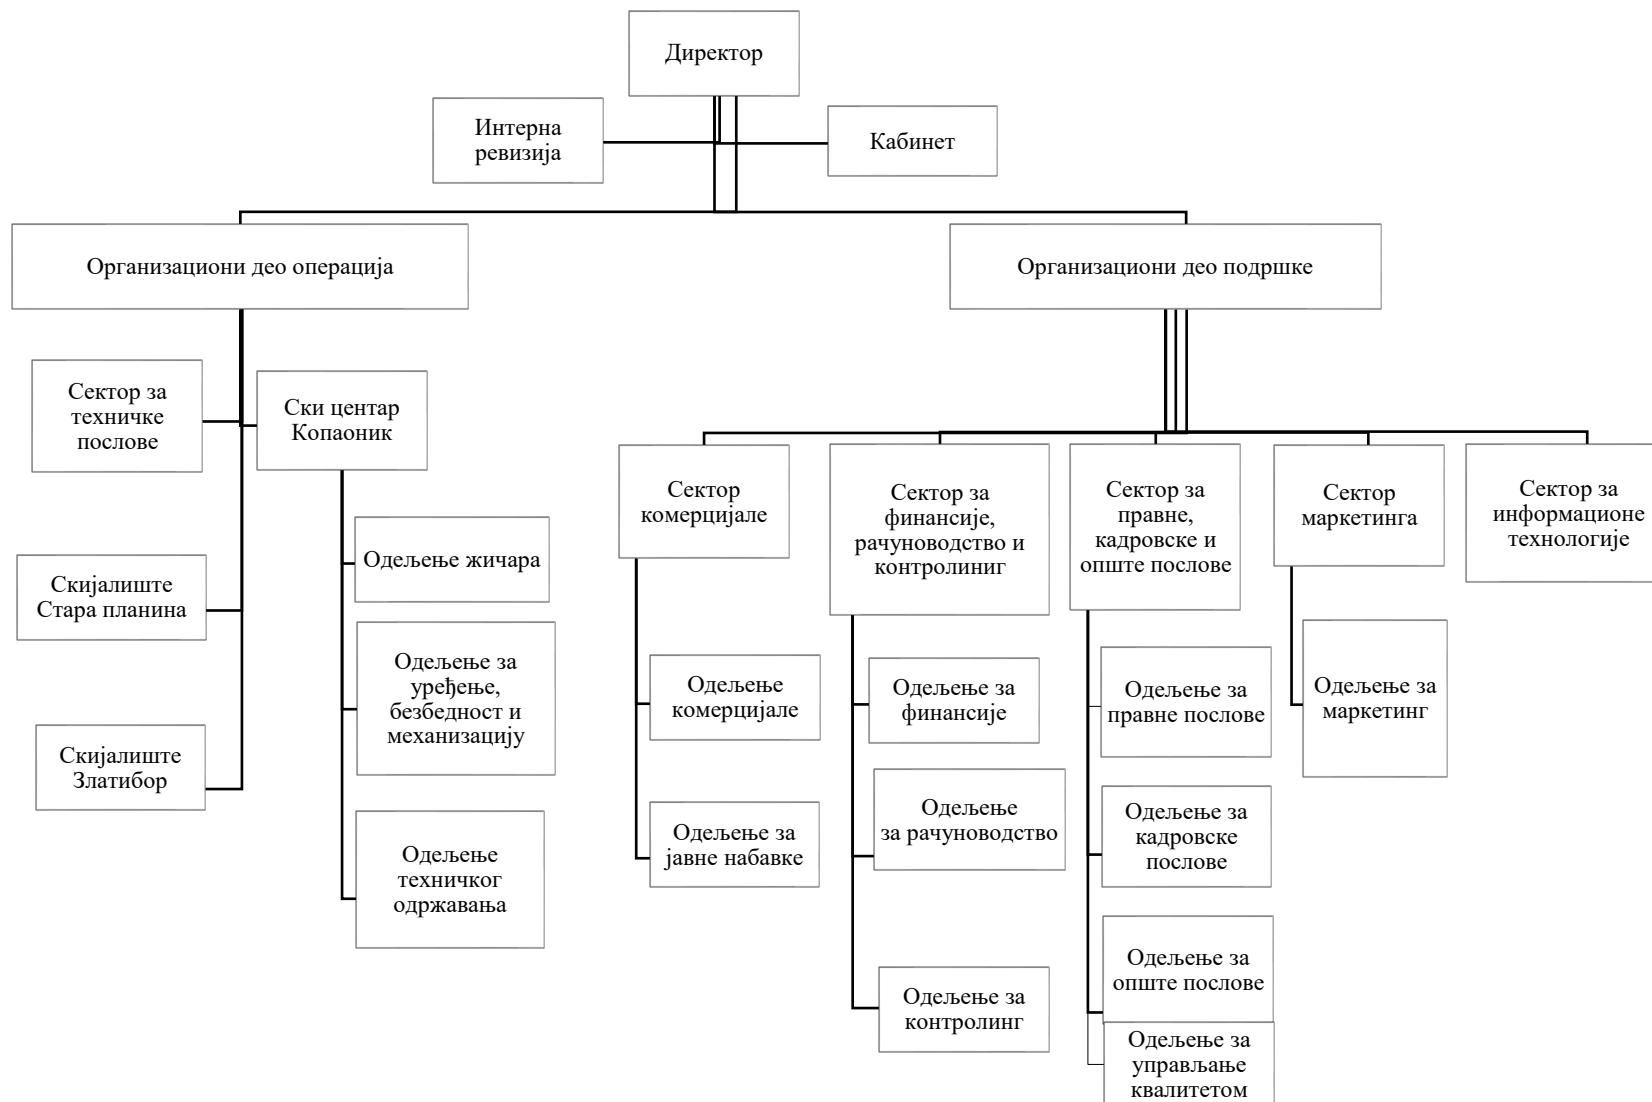 Директор
Интерна
ревизија
Кабинет
Организациони део операција
Организациони део подршке
Сектор за
техничке
послове
Ски центар
Копаоник
Скијалиште
Стара планина
Скијалиште
Златибор
Одељење жичара
Одељење за
уређење,
безбедност и
механизацију
Одељење
техничког
одржавања
Сектор
комерцијале
Сектор за
финансије,
рачуноводство и
контролиниг
Сектор за
правне,
кадровске и
опште послове
Сектор
маркетинга
Сектор за
информационе
технологије
Одељење
комерцијале
Одељење за
јавне набавке
Одељење за
финансије
Одељење
за рачуноводство
Одељење за
контролинг
Одељење за
правне послове
Одељење за
кадровске
послове
Одељење за
опште послове
Одељење за
управљање
квалитетом
Одељење за
маркетинг